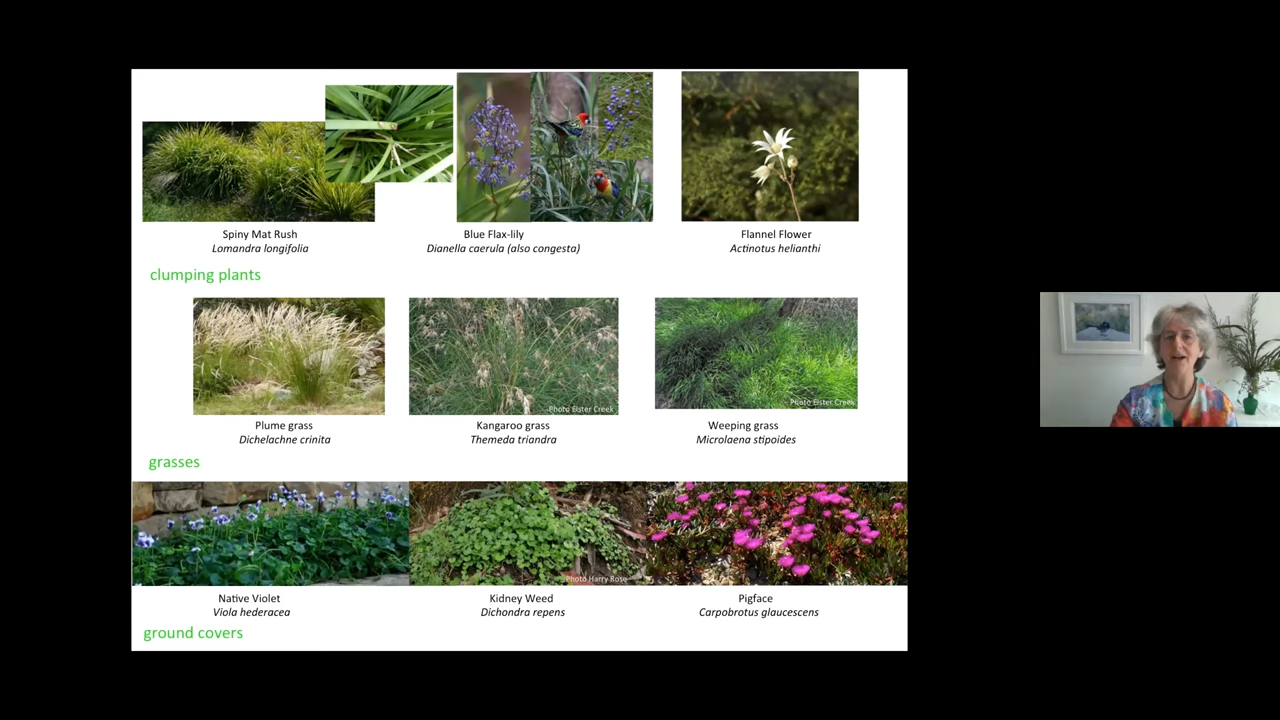 Spiny Mat Rush
Lomandra longifolia
Blue Flax-lily
Dianella caerula (also congesta)
Flannel Flower
Actinotus helianthi
clumping plants
Photo Elster Creek
Photo Elster Creek
Plume grass
Dichelachne crinita
Kangaroo grass
Themeda triandra
Weeping grass
Microlaena stipoides
grasses
Photo Harry Rose
Native Violet
Viola hederacea
Kidney Weed
Dichondra repens
Pigface
Carpobrotus glaucescens
ground covers